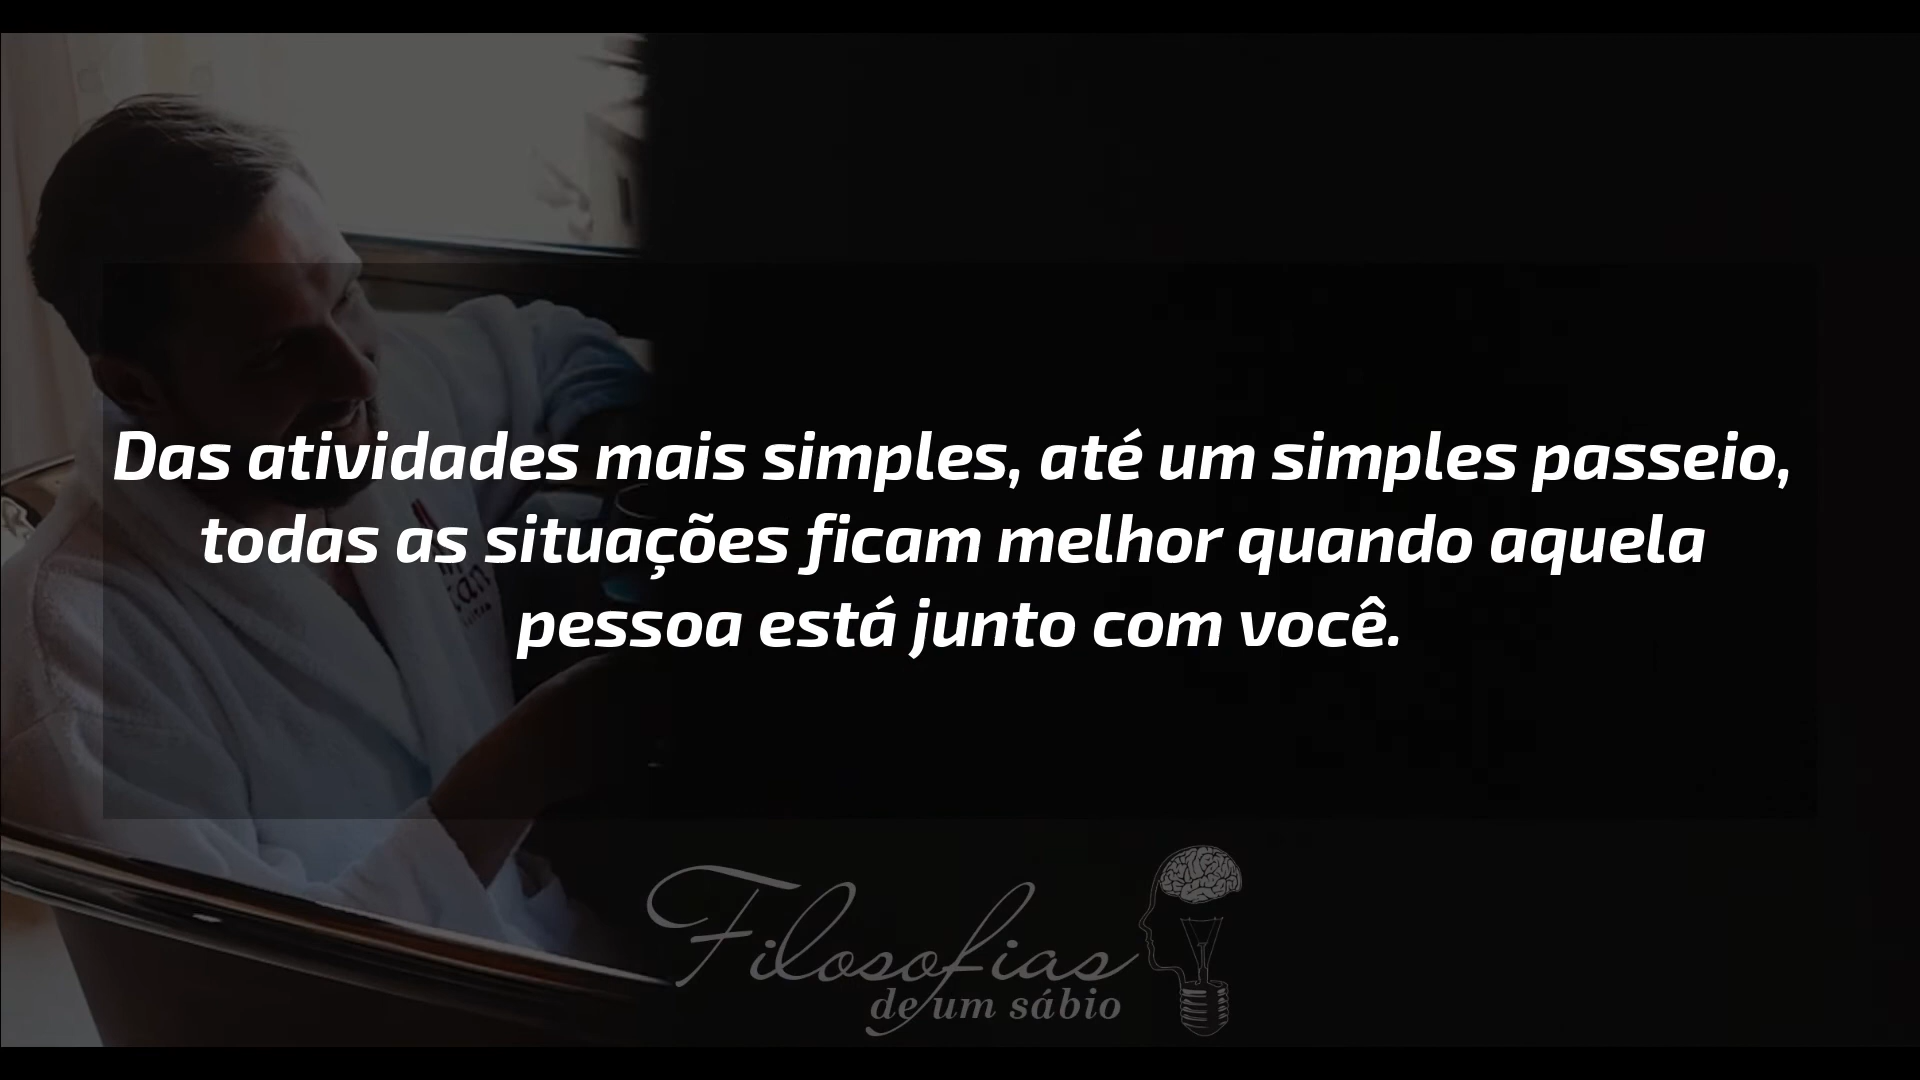 Das atividades mais simples, até um simples passeio,
todas as situações ficam melhor quando aquela
pessoa está junto com você.
Filosofias
de um sábio